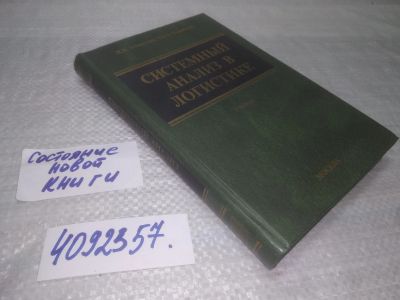 СИСТЕМНЫЙ
АНАЛИЗ В
ЛОГИСТИКЕ
Состояние
новой
книги
4092357.